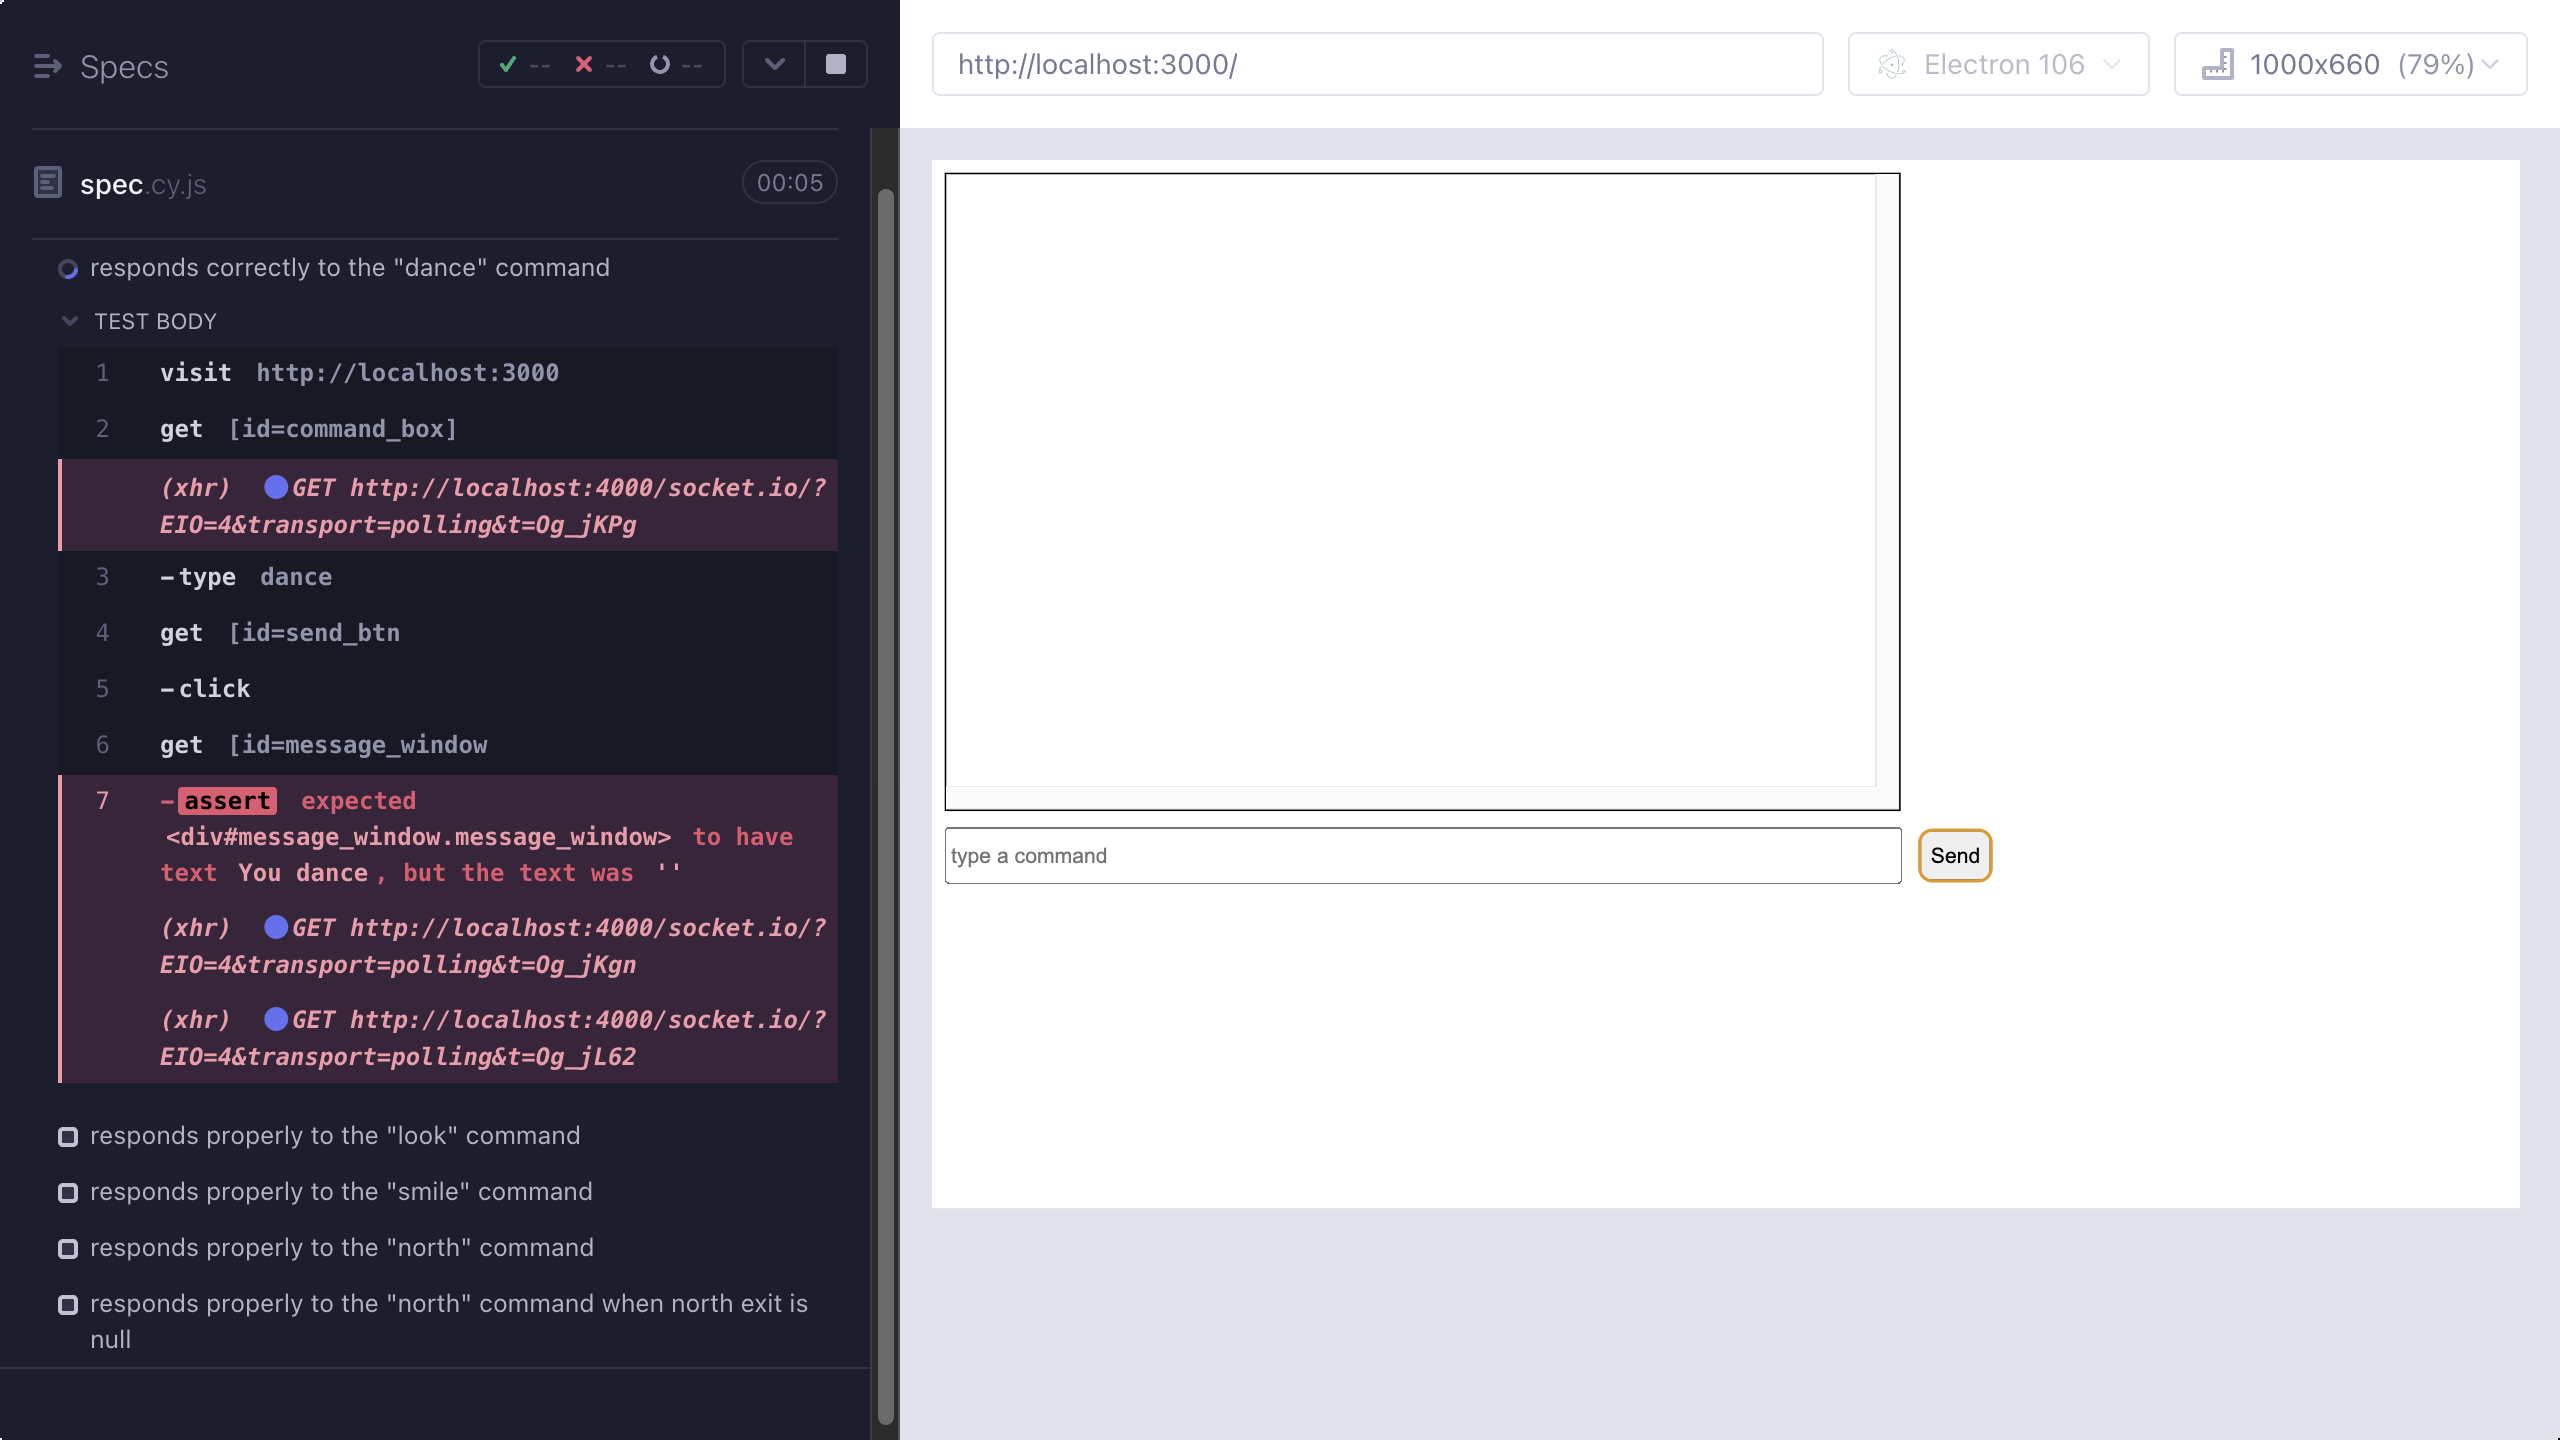 Specs
-- -- --
spec.cy.js
00:05
responds correctly to the "dance" command
TEST BODY
1 visit http://localhost:3000
2 get [id=command_box]
(xhr) GET http://localhost:4000/socket.io/?
EIO=4&transport=polling&t=Og_jKPg
3 -type dance
4 get [id=send_btn
5 -click
6 get [id=message_window
7 -assert expected
<div#message_window.message_window> to have
text You dance, but the text was ''
(xhr) GET http://localhost:4000/socket.io/?
EIO=4&transport=polling&t=Og_jKgn
(xhr) GET http://localhost:4000/socket.io/?
EIO=4&transport=polling&t=Og_jL62
responds properly to the "look" command
responds properly to the "smile" command
responds properly to the "north" command
responds properly to the "north" command when north exit is
null
http://localhost:3000/
Electron 106
1000x660 (79%)
type a command
Send